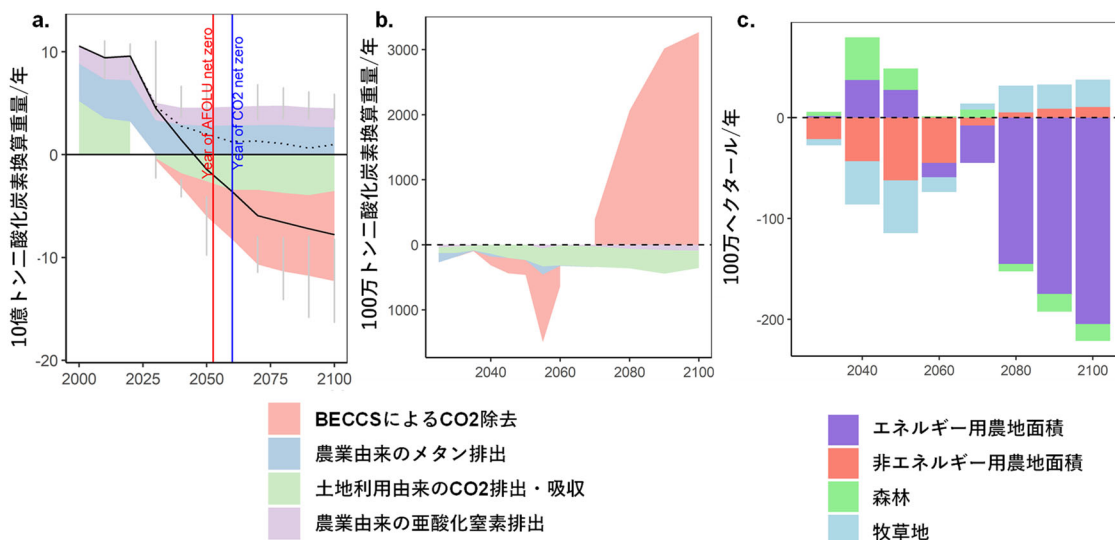 a.
10億トン二酸化炭素換算重量/年
10
0
-10
-20
Year of AFOLU net zero
Year of CO2 net zero
2000
2025
2050
2075
2100
b.
100万トン二酸化炭素換算重量/年
3000
2000
1000
0
1000
2040
2060
2080
2100
c.
100万ヘクタール/年
0
-100
-200
2040
2060
2080
2100
BECCSによるCO2除去
農業由来のメタン排出
土地利用由来のCO2排出・吸収
農業由来の亜酸化窒素排出
エネルギー用農地面積
非エネルギー用農地面積
森林
牧草地